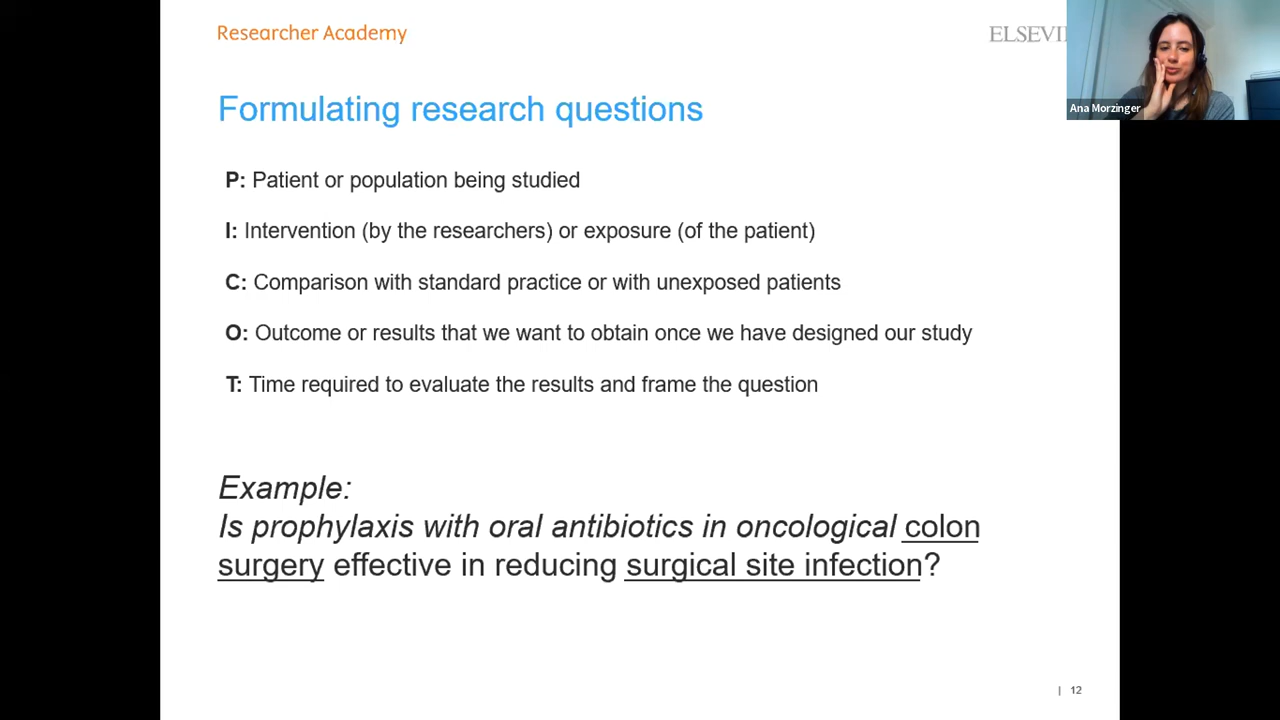 Researcher Academy
ELSEVI
Ana Morzinger
Formulating research questions
P: Patient or population being studied
I: Intervention (by the researchers) or exposure (of the patient)
C: Comparison with standard practice or with unexposed patients
O: Outcome or results that we want to obtain once we have designed our study
T: Time required to evaluate the results and frame the question
Example:
Is prophylaxis with oral antibiotics in oncological colon
surgery effective in reducing surgical site infection?
| 12